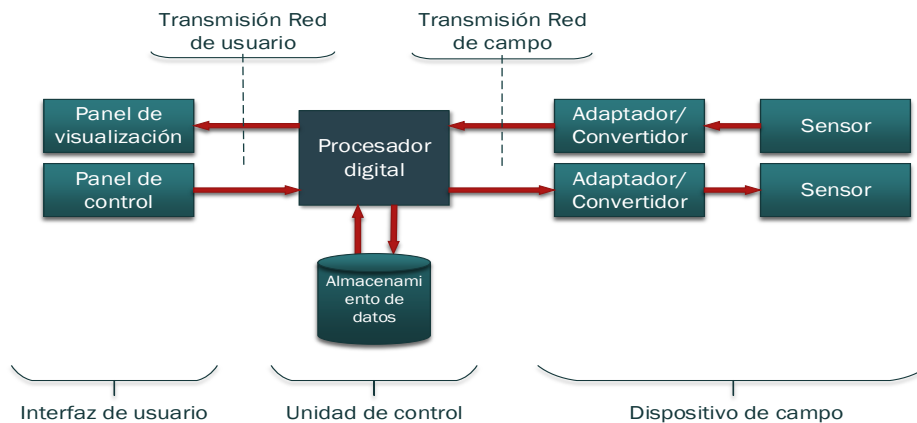 Transmisión Red
de usuario
Transmisión Red
de campo
Panel de
visualización
Procesador
digital
Adaptador/
Convertidor
Sensor
Panel de
control
Adaptador/
Convertidor
Sensor
Almacenami
ento de
datos
Interfaz de usuario
Unidad de control
Dispositivo de campo